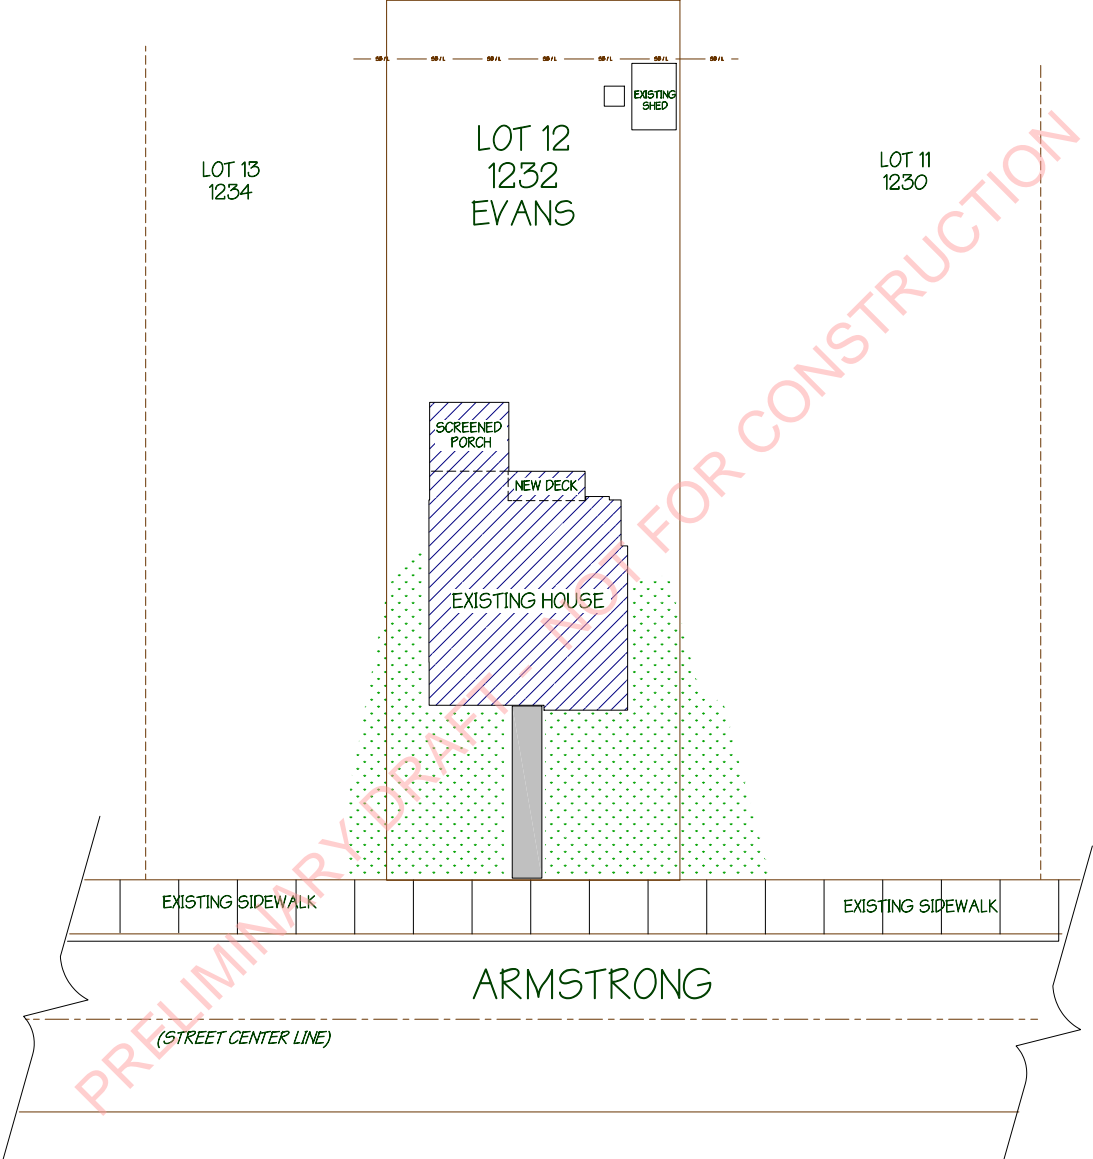 EXISTING
SHED
LOT 12
1232
EVANS
LOT 13
1234
LOT 11
1230
SCREENED
PORCH
NEW DECK
EXISTING HOUSE
PRELIMINARY DRAFT - NOT FOR CONSTRUCTION
EXISTING SIDEWALK
EXISTING SIDEWALK
ARMSTRONG
(STREET CENTER LINE)